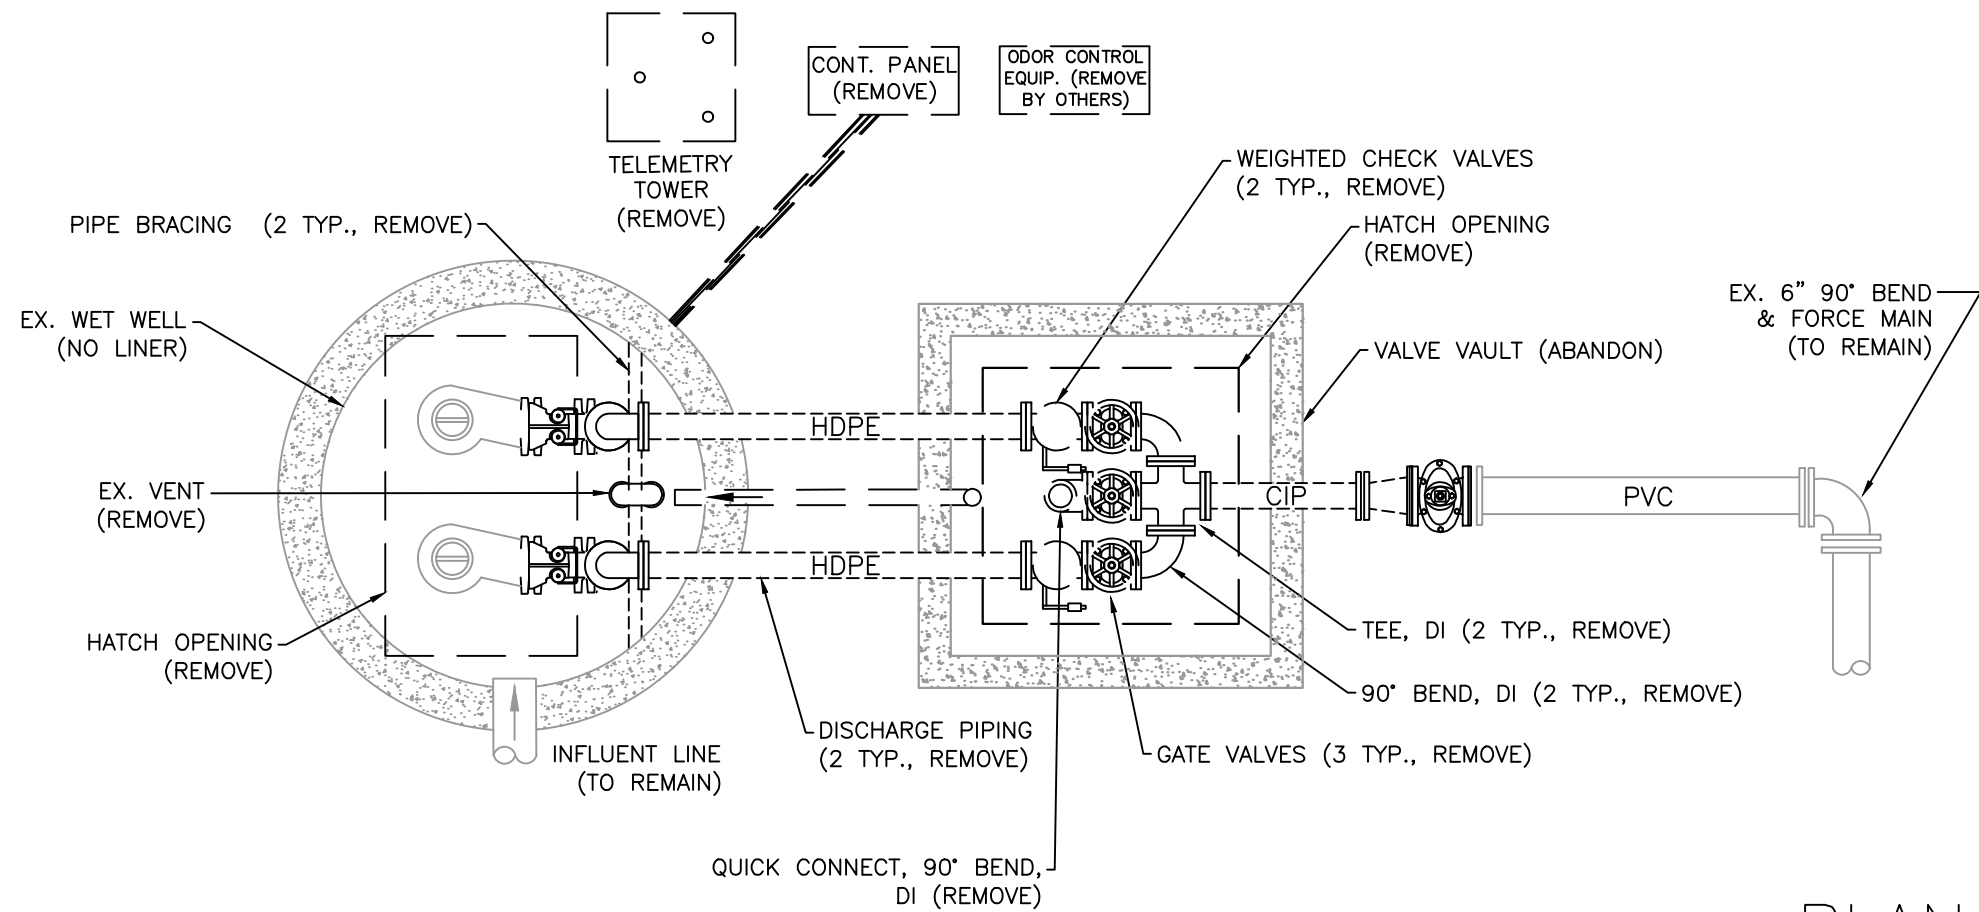 CONT. PANEL
(REMOVE)
ODOR CONTROL
EQUIP. (REMOVE
BY OTHERS)
TELEMETRY
TOWER
(REMOVE)
WEIGHTED CHECK VALVES
(2 TYP., REMOVE)
PIPE BRACING (2 TYP., REMOVE)
HATCH OPENING
(REMOVE)
EX. WET WELL
(NO LINER)
EX. 6” 90° BEND
& FORCE MAIN
(TO REMAIN)
VALVE VAULT (ABANDON)
HDPE
EX. VENT
(REMOVE)
CIP
PVC
HDPE
HATCH OPENING
(REMOVE)
TEE, DI (2 TYP., REMOVE)
90° BEND, DI (2 TYP., REMOVE)
DISCHARGE PIPING
(2 TYP., REMOVE)
GATE VALVES (3 TYP., REMOVE)
INFLUENT LINE
(TO REMAIN)
QUICK CONNECT, 90° BEND,
DI (REMOVE)